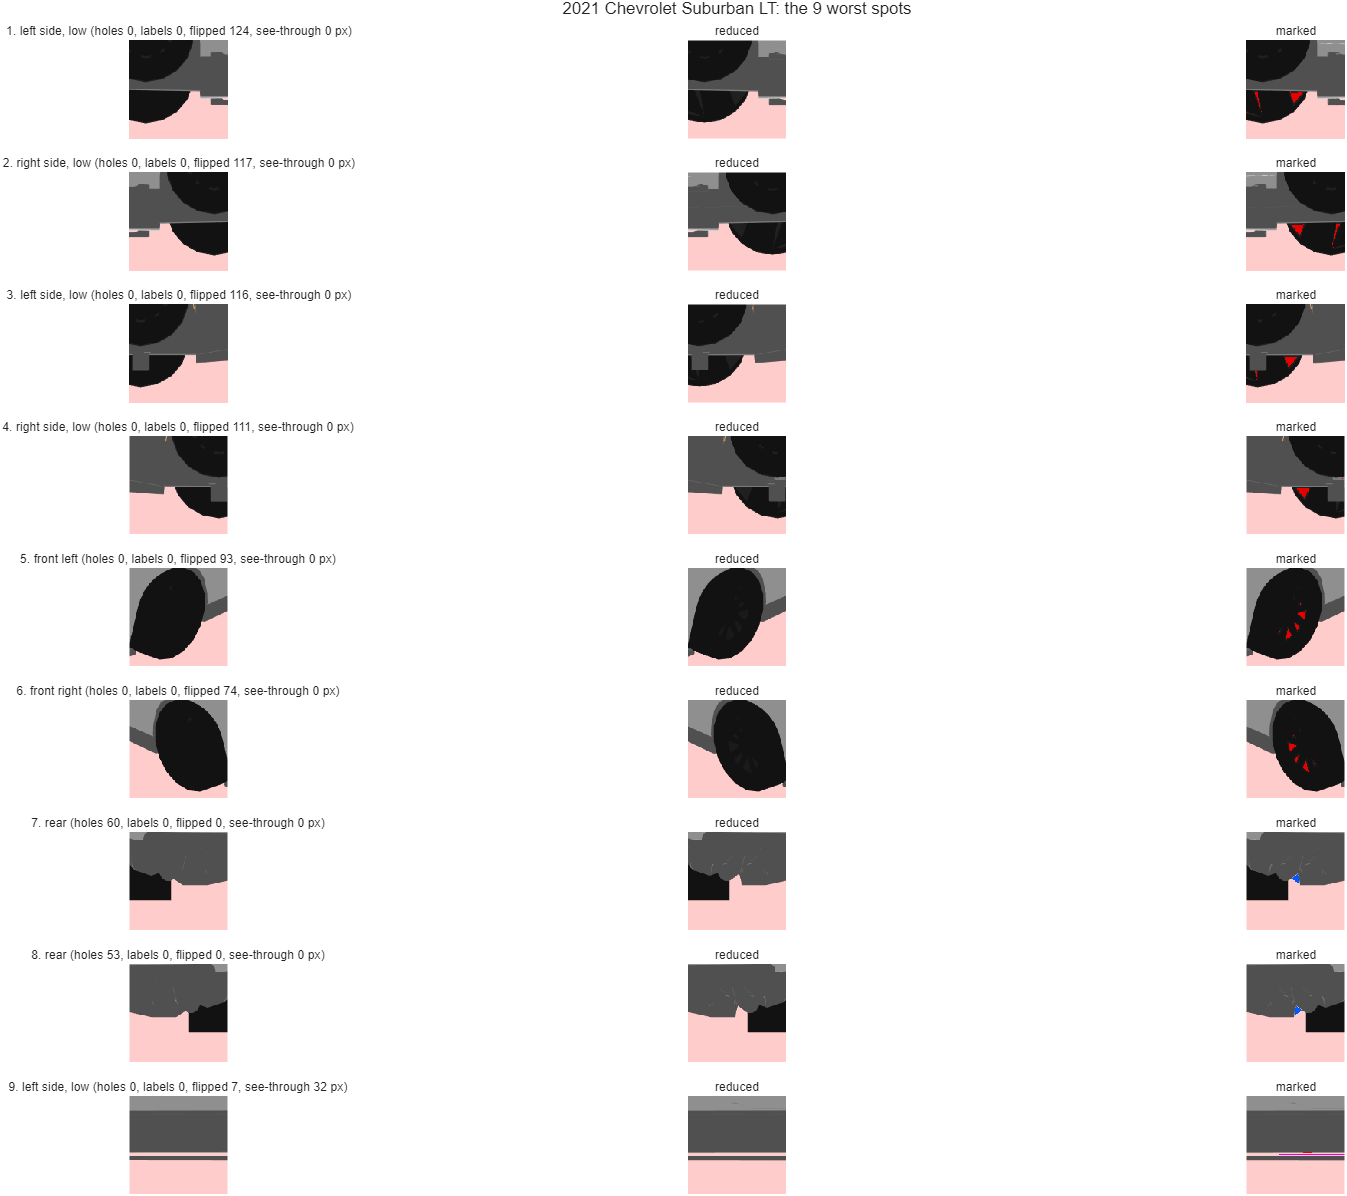 2021 Chevrolet Suburban LT: the 9 worst spots
1. left side, low (holes 0, labels 0, flipped 124, see-through 0 px)
reduced
marked
2. right side, low (holes 0, labels 0, flipped 117, see-through 0 px)
reduced
marked
3. left side, low (holes 0, labels 0, flipped 116, see-through 0 px)
reduced
marked
4. right side, low (holes 0, labels 0, flipped 111, see-through 0 px)
reduced
marked
5. front left (holes 0, labels 0, flipped 93, see-through 0 px)
reduced
marked
6. front right (holes 0, labels 0, flipped 74, see-through 0 px)
reduced
marked
7. rear (holes 60, labels 0, flipped 0, see-through 0 px)
reduced
marked
8. rear (holes 53, labels 0, flipped 0, see-through 0 px)
reduced
marked
9. left side, low (holes 0, labels 0, flipped 7, see-through 32 px)
reduced
marked